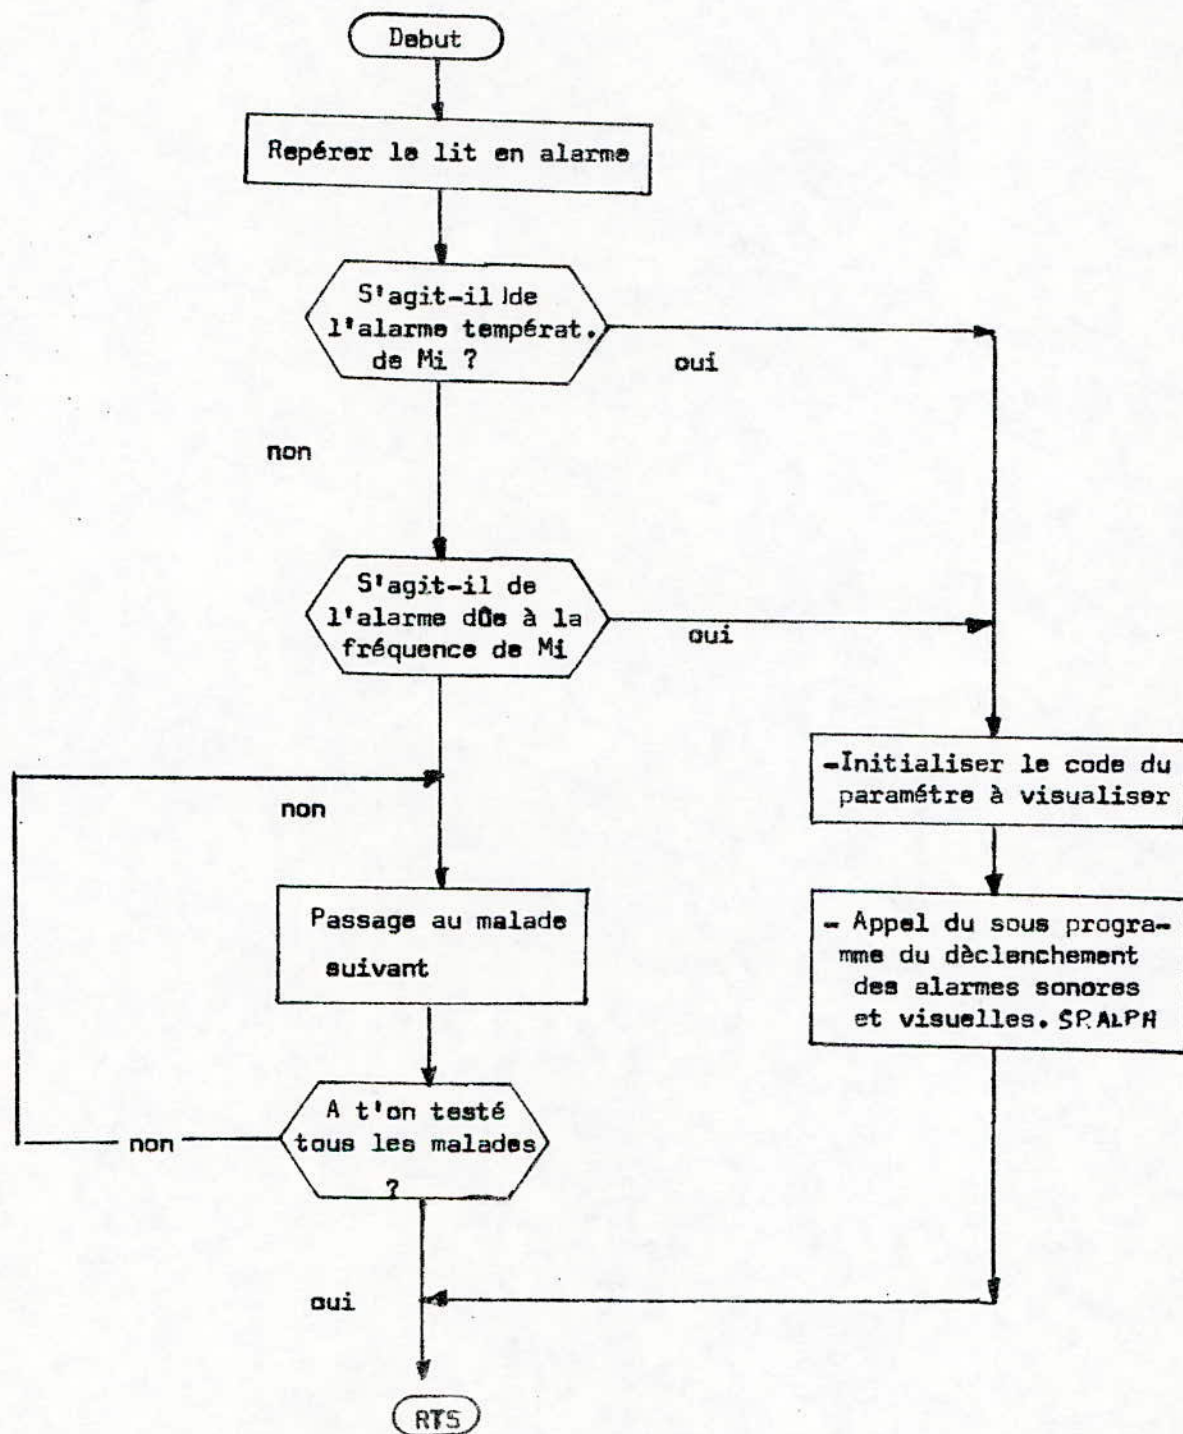 Debut
Repérer le lit en alarme
S'agit-il de
l'alarme températ.
de Mi ?
oui
non
S'agit-il de
l'alarme dûe à la
fréquence de Mi
oui
-Initialiser le code du
paramétre à visualiser
non
Passage au malade
suivant
- Appel du sous progra-
mme du dèclenchement
des alarmes sonores
et visuelles. SPALPH
A t'on testé
tous les malades
?
non
oui
RTS